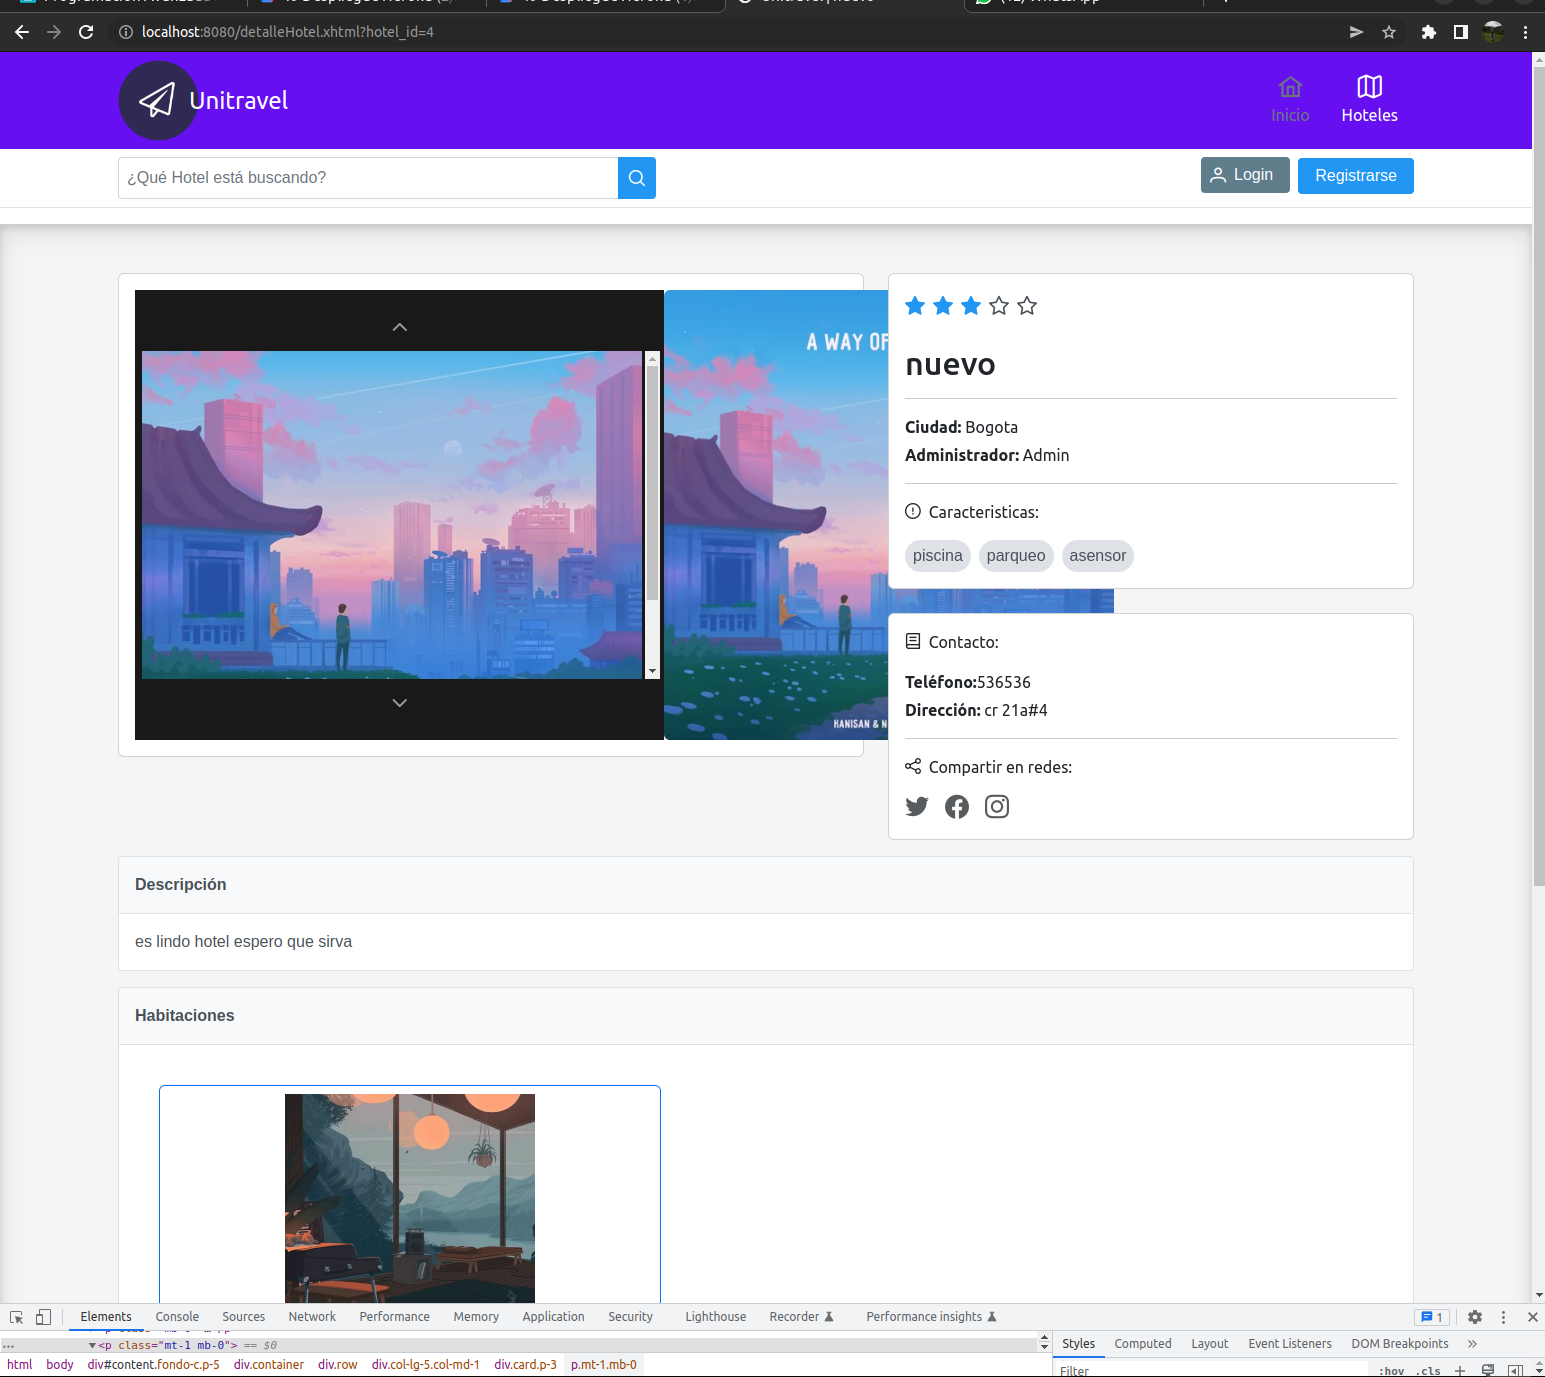 localhost:8080/detalleHotel.xhtml?hotel_id=4
Unitravel
Inicio
Hoteles
¿Qué Hotel está buscando?
Login
Registrarse
A WAY OF
KANISAN & N
nuevo
Ciudad: Bogota
Administrador: Admin
Caracteristicas:
piscina
parqueo
asensor
Contacto:
Teléfono:536536
Dirección: cr 21a#4
Compartir en redes:
Descripción
es lindo hotel espero que sirva
Habitaciones
Elements
Console
Sources
Network
Performance
Memory
Application
Security
Lighthouse
Recorder
Performance insights
1
... ▼<p class="mt-1 mb-0"> == $0
html body div#content.fondo-c.p-5 div.container div.row div.col-lg-5.col-md-1 div.card.p-3 p.mt-1.mb-0
Styles
Computed
Layout
Event Listeners
DOM Breakpoints
»
Filter
:hov .cls +